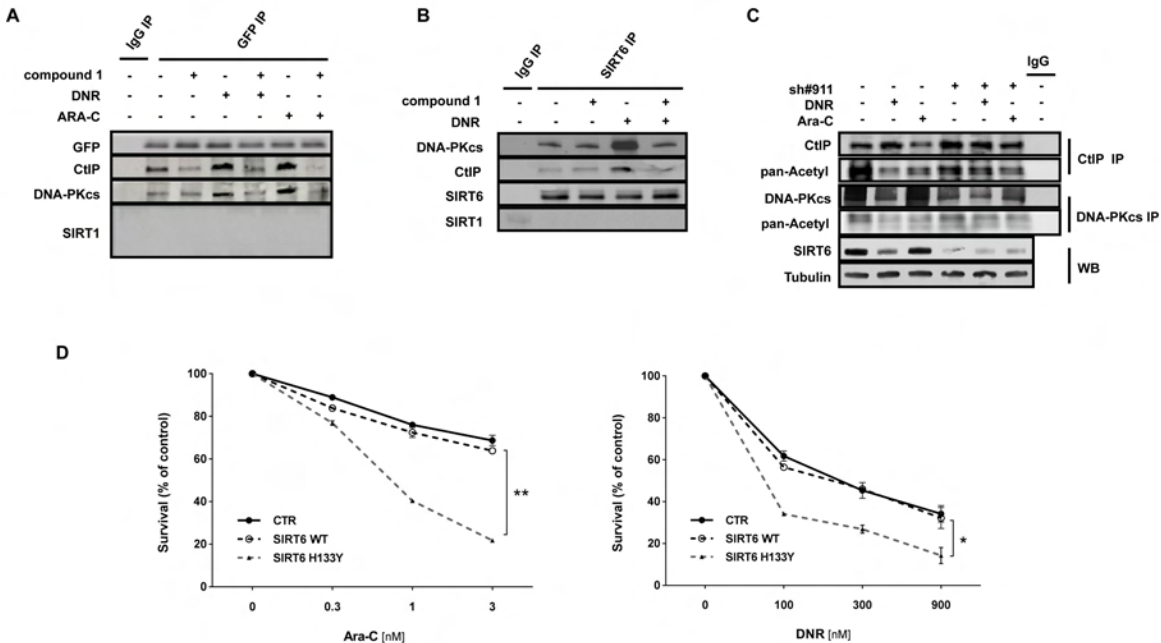 A
IgG IP
GFP IP
compound 1 - - + - + - +
DNR - - - + + - -
ARA-C - - - - - + +
GFP
CtIP
DNA-PKcs
SIRT1
B
IgG IP
SIRT6 IP
compound 1 - - + - +
DNR - - - + +
DNA-PKcs
CtIP
SIRT6
SIRT1
C
IgG
sh#911 - - - + + + -
DNR - + - - + - -
Ara-C - - + - - + -
CtIP
pan-Acetyl
CtIP IP
DNA-PKcs
pan-Acetyl
DNA-PKcs IP
SIRT6
Tubulin
WB
D
Survival (% of control)
100
80
60
40
20
0
**
CTR
SIRT6 WT
SIRT6 H133Y
0 0.3 1 3
Ara-C [nM]
Survival (% of control)
100
80
60
40
20
0
*
CTR
SIRT6 WT
SIRT6 H133Y
0 100 300 900
DNR [nM]